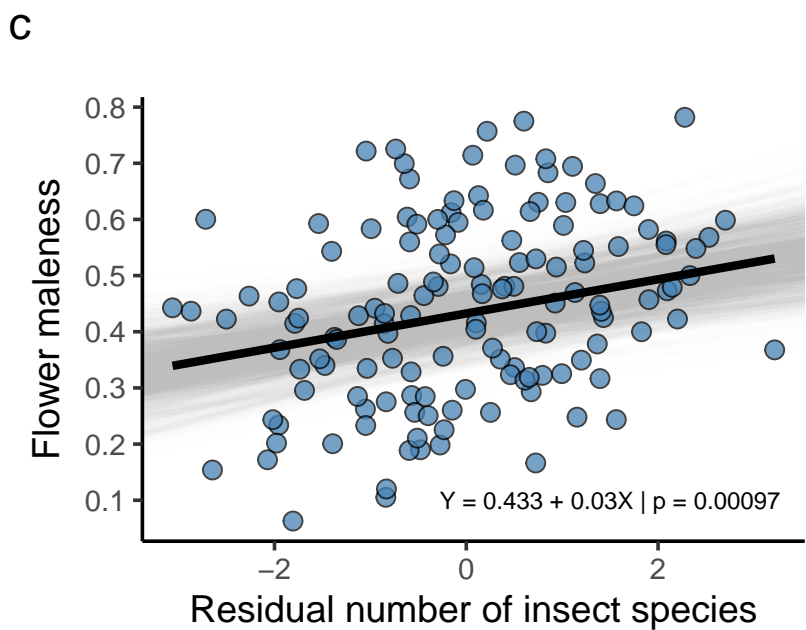 c
0.8
0.7
0.6
0.5
0.4
0.3
0.2
0.1
Flower maleness
Y = 0.433 + 0.03X | p = 0.00097
−2
0
2
Residual number of insect species